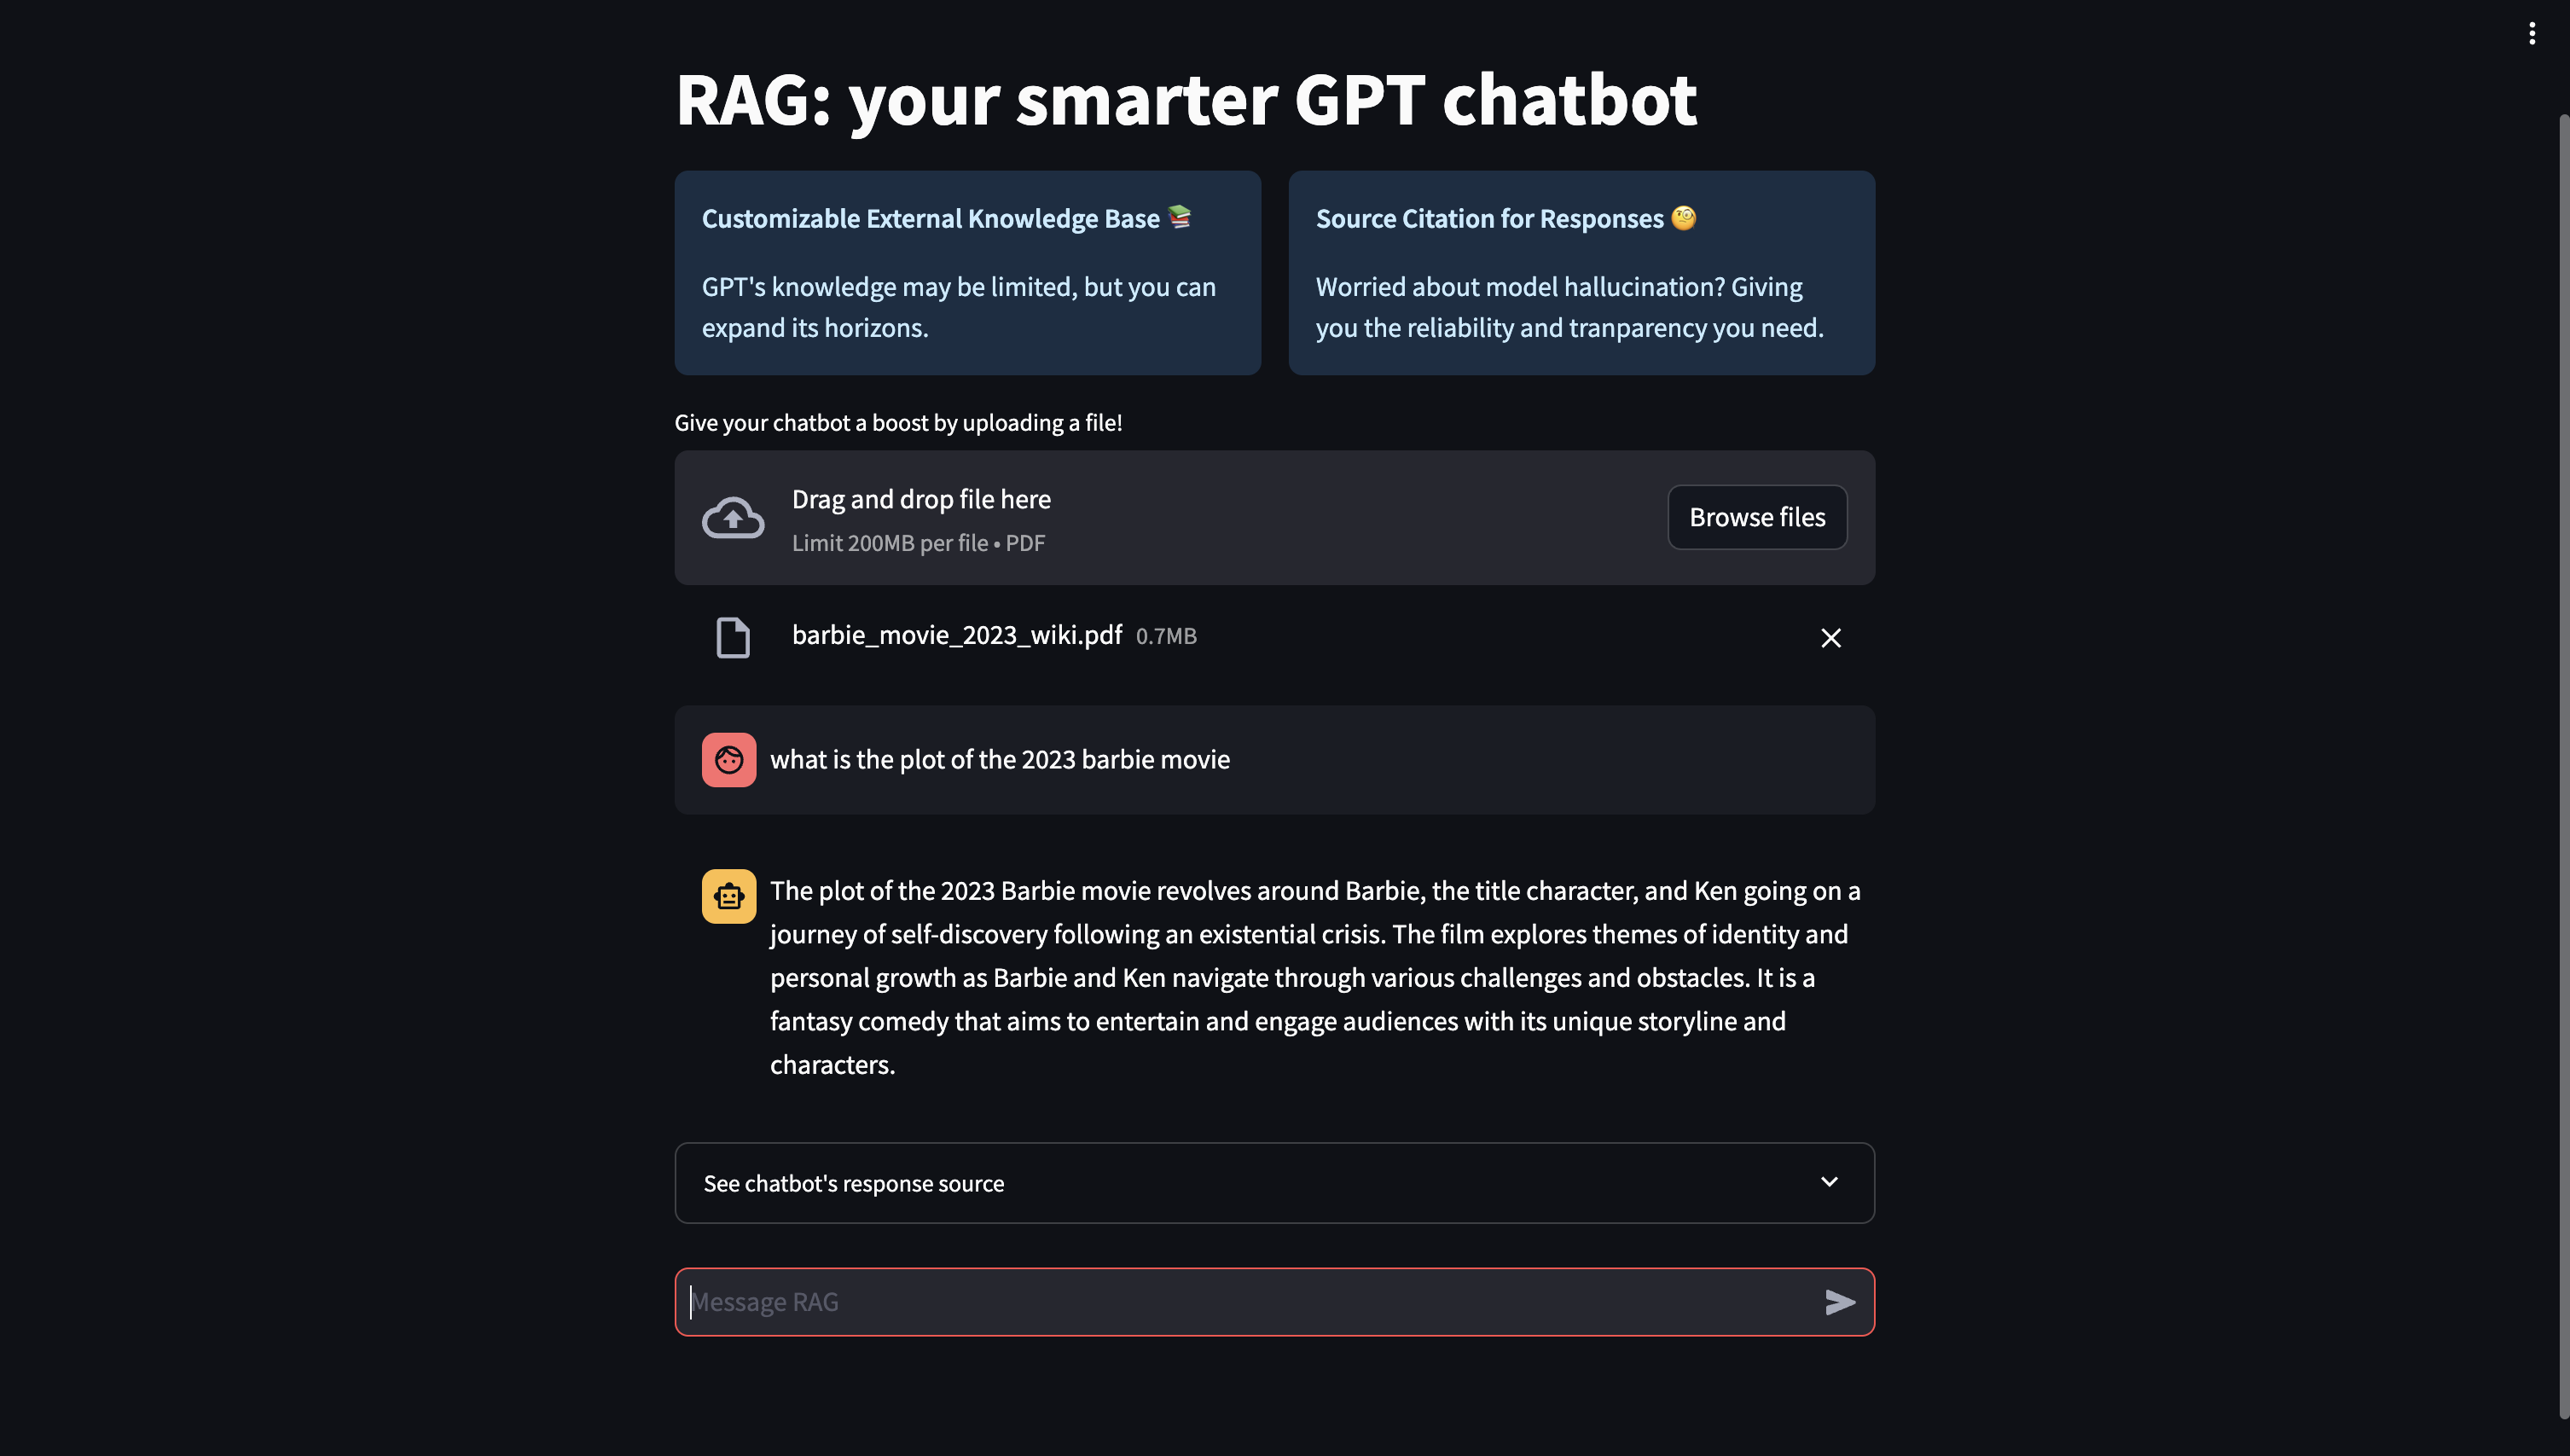 RAG: your smarter GPT chatbot
Customizable External Knowledge Base 📚
GPT's knowledge may be limited, but you can
expand its horizons.
Source Citation for Responses 🧐
Worried about model hallucination? Giving
you the reliability and tranparency you need.
Give your chatbot a boost by uploading a file!
Drag and drop file here
Limit 200MB per file • PDF
Browse files
barbie_movie_2023_wiki.pdf 0.7MB
what is the plot of the 2023 barbie movie
The plot of the 2023 Barbie movie revolves around Barbie, the title character, and Ken going on a
journey of self-discovery following an existential crisis. The film explores themes of identity and
personal growth as Barbie and Ken navigate through various challenges and obstacles. It is a
fantasy comedy that aims to entertain and engage audiences with its unique storyline and
characters.
See chatbot's response source
Message RAG